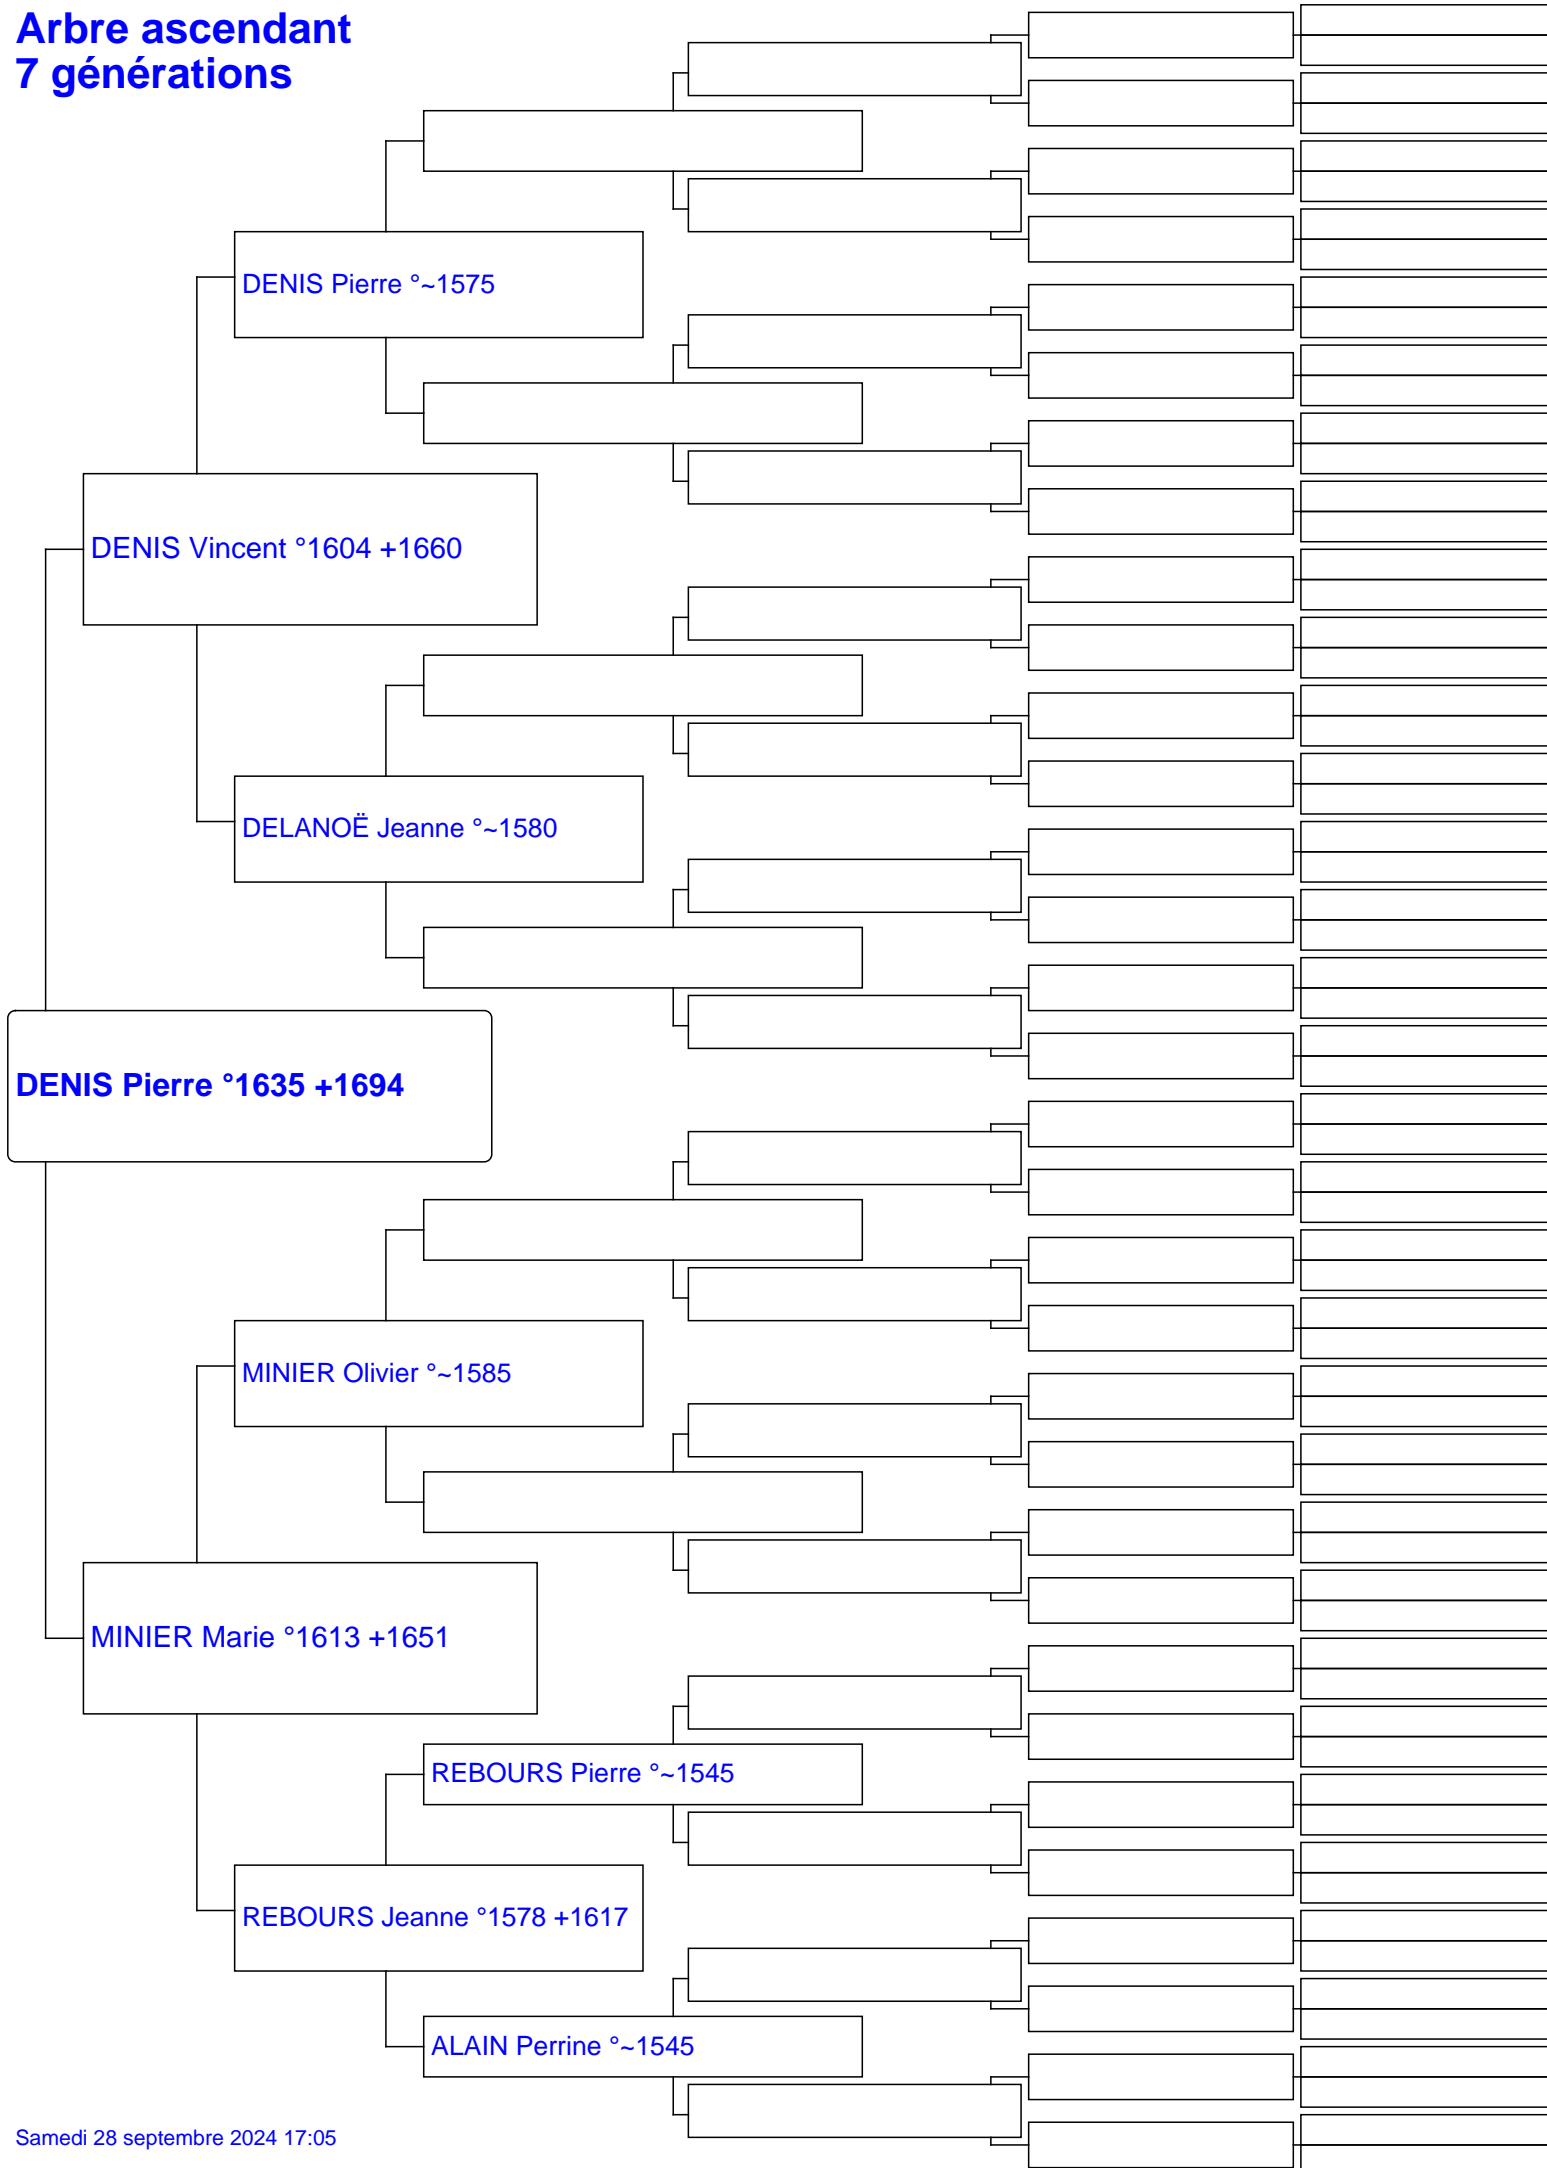 Arbre ascendant
7 générations
DENIS Pierre °~1575
DENIS Vincent °1604 +1660
DELANOË Jeanne °~1580
DENIS Pierre °1635 +1694
MINIER Olivier °~1585
MINIER Marie °1613 +1651
REBOURS Pierre °~1545
REBOURS Jeanne °1578 +1617
ALAIN Perrine °~1545
Samedi 28 septembre 2024 17:05